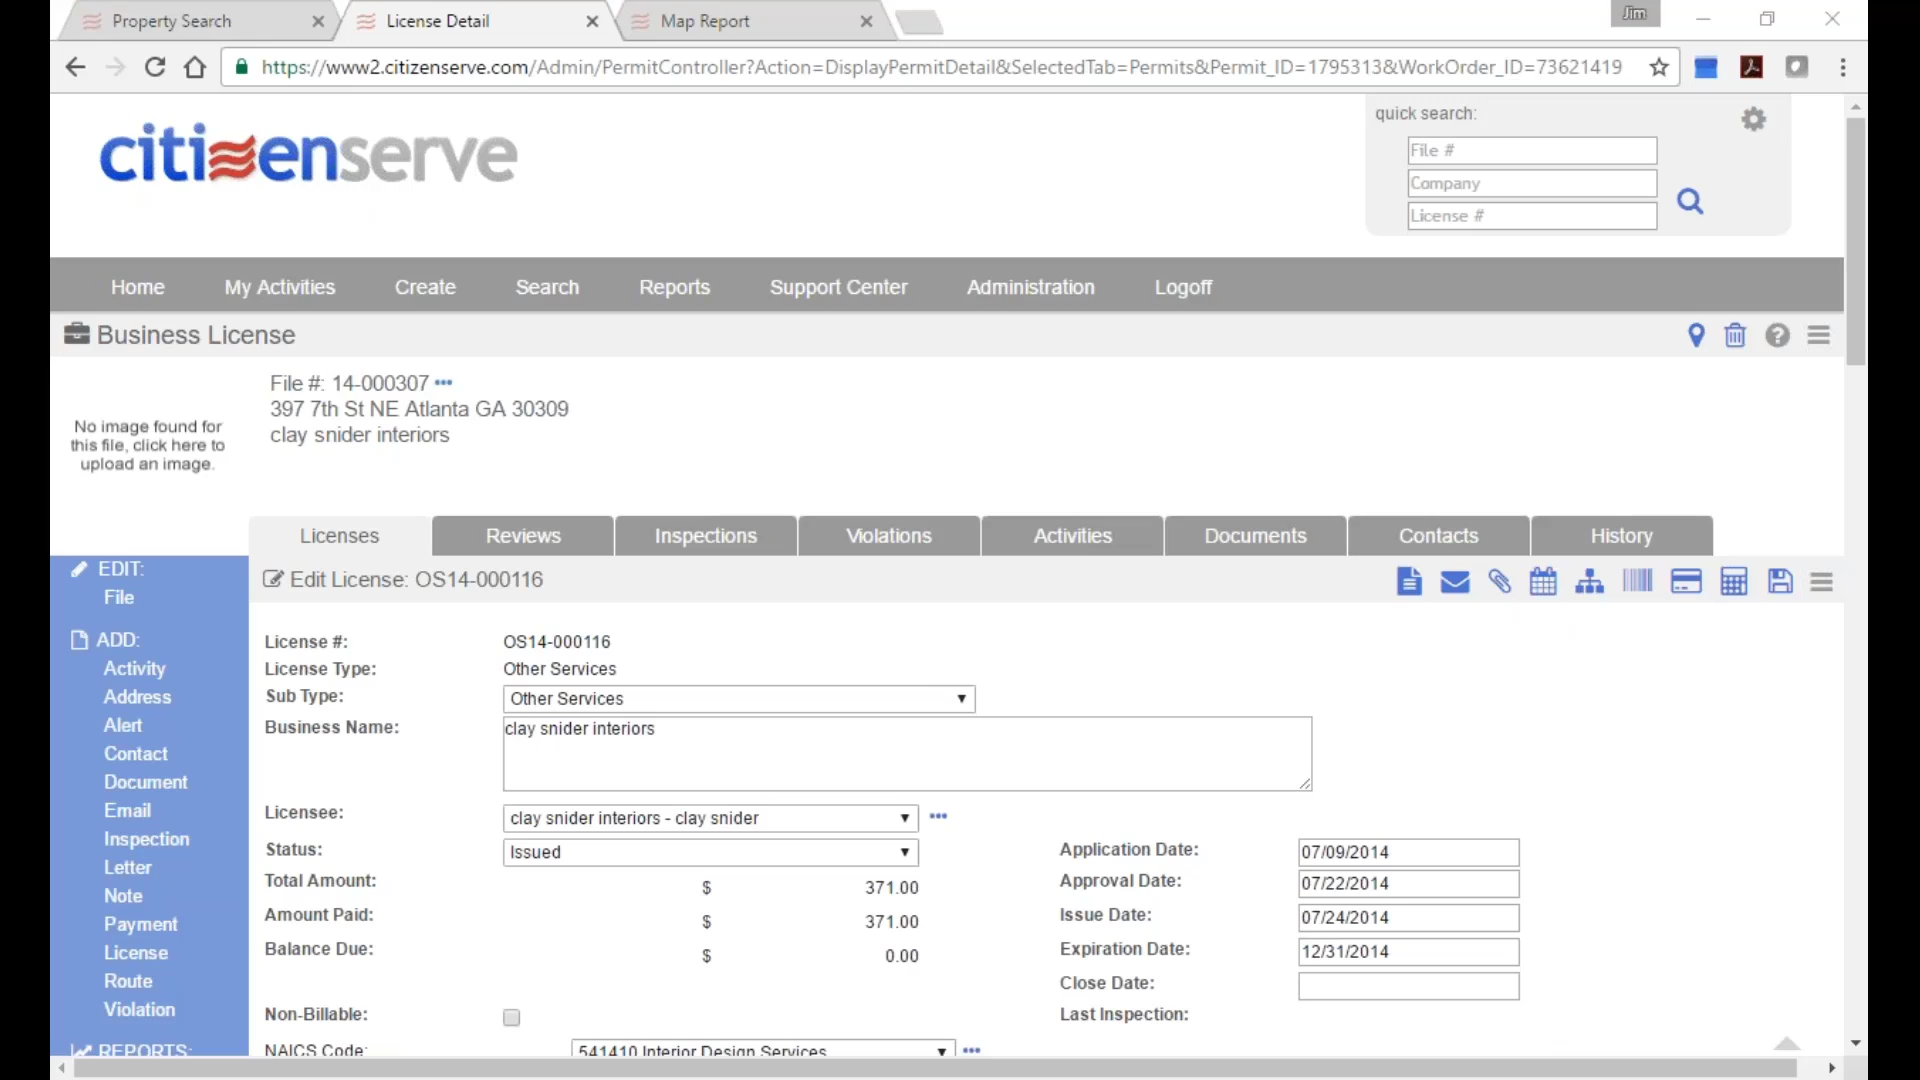 Property Search
License Detail
Map Report
Jim
https://www2.citizenserve.com/Admin/PermitController?Action=DisplayPermitDetail&SelectedTab=Permits&Permit_ID=1795313&WorkOrder_ID=73621419
citizenserve
quick search:
File #
Company
License #
Home My Activities Create Search Reports Support Center Administration Logoff
Business License
No image found for
this file, click here to
upload an image.
File #: 14-000307
397 7th St NE Atlanta GA 30309
clay snider interiors
Licenses Reviews Inspections Violations Activities Documents Contacts History
EDIT:
File
ADD:
Activity
Address
Alert
Contact
Document
Email
Inspection
Letter
Note
Payment
License
Route
Violation
REPORTS:
Edit License: OS14-000116
License #: OS14-000116
License Type: Other Services
Sub Type: Other Services
Business Name: clay snider interiors
Licensee: clay snider interiors - clay snider
Status: Issued
Total Amount: $ 371.00
Amount Paid: $ 371.00
Balance Due: $ 0.00
Application Date: 07/09/2014
Approval Date: 07/22/2014
Issue Date: 07/24/2014
Expiration Date: 12/31/2014
Close Date:
Non-Billable:
Last Inspection:
NAICS Code: 541410 Interior Design Services